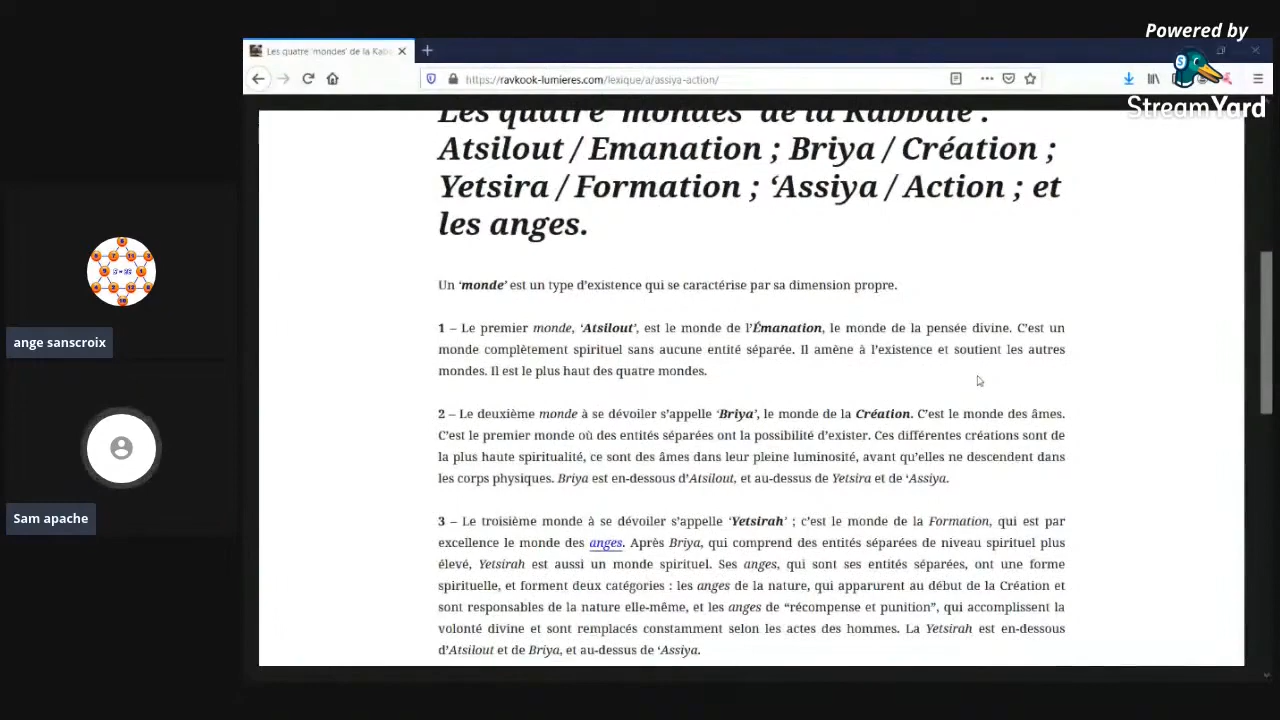 Powered by
StreamYard
Les quatre 'mondes' de la Kab
https://ravkook-lumieres.com/lexique/a/assiya-action/
Les quatre 'mondes' de la Kabbale :
Atsilout / Emanation ; Briya / Création ;
Yetsira / Formation ; ‘Assiya / Action ; et
les anges.
Un ‘monde’ est un type d’existence qui se caractérise par sa dimension propre.
1 – Le premier monde, ‘Atsilout’, est le monde de l’Émanation, le monde de la pensée divine. C’est un
monde complètement spirituel sans aucune entité séparée. Il amène à l’existence et soutient les autres
mondes. Il est le plus haut des quatre mondes.
2 – Le deuxième monde à se dévoiler s’appelle ‘Briya’, le monde de la Création. C’est le monde des âmes.
C’est le premier monde où des entités séparées ont la possibilité d’exister. Ces différentes créations sont de
la plus haute spiritualité, ce sont des âmes dans leur pleine luminosité, avant qu’elles ne descendent dans
les corps physiques. Briya est en-dessous d’Atsilout, et au-dessus de Yetsira et de ‘Assiya.
3 – Le troisième monde à se dévoiler s’appelle ‘Yetsirah’ ; c’est le monde de la Formation, qui est par
excellence le monde des anges. Après Briya, qui comprend des entités séparées de niveau spirituel plus
élevé, Yetsirah est aussi un monde spirituel. Ses anges, qui sont ses entités séparées, ont une forme
spirituelle, et forment deux catégories : les anges de la nature, qui apparurent au début de la Création et
sont responsables de la nature elle-même, et les anges de “récompense et punition”, qui accomplissent la
volonté divine et sont remplacés constamment selon les actes des hommes. La Yetsirah est en-dessous
d’Atsilout et de Briya, et au-dessus de ‘Assiya.
ange sanscroix
Sam apache